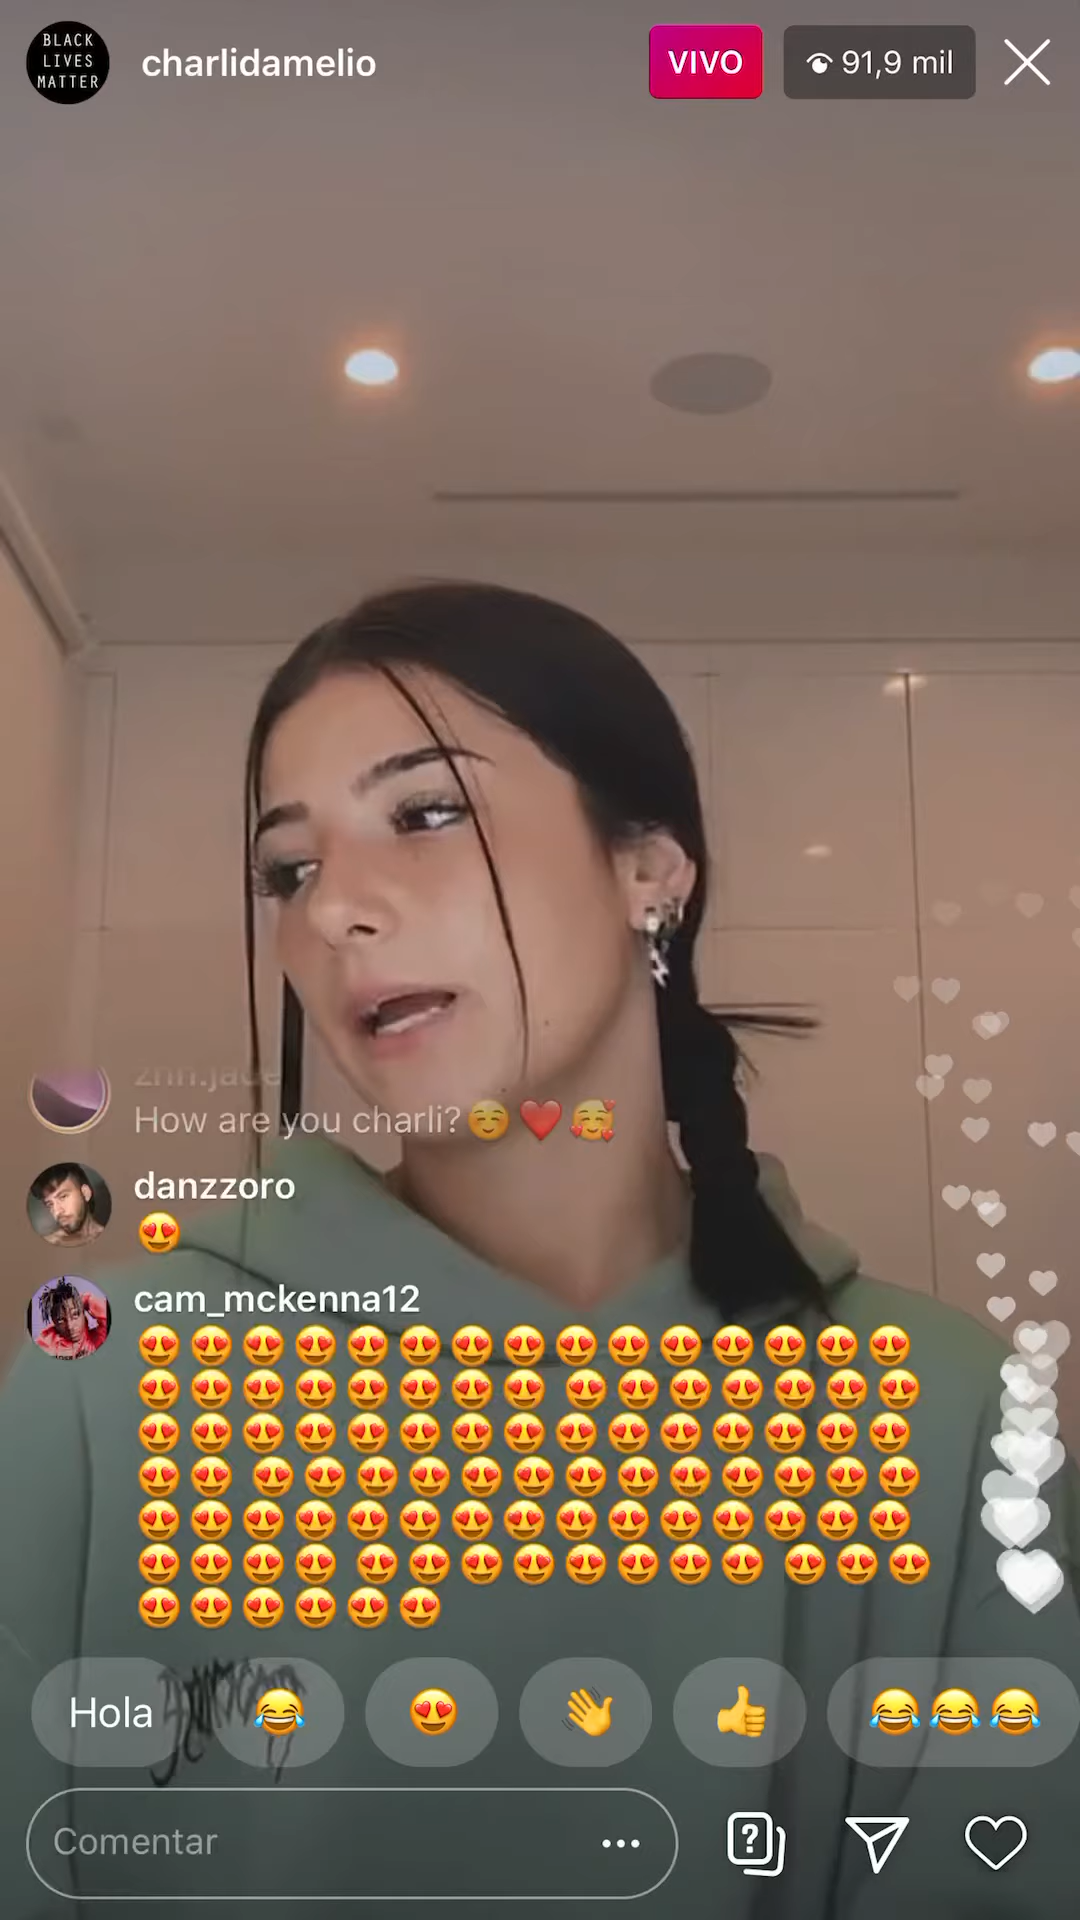 BLACK
LIVES
MATTER
charlidamelio
VIVO
91,9 mil
How are you charli?☺️ ❤️ 🥰
danzzoro
😍
cam_mckenna12
😍😍😍😍😍😍😍😍😍😍😍😍😍😍😍
😍😍😍😍😍😍😍😍 😍😍😍😍😍😍😍
😍😍😍😍😍😍😍😍😍😍😍😍😍😍😍
😍😍 😍😍😍😍😍😍😍😍😍😍😍😍😍
😍😍😍😍😍😍😍😍😍😍😍😍😍😍😍
😍😍😍😍 😍😍😍😍😍😍😍😍 😍😍😍
😍😍😍😍😍😍
Hola 😂 😍 👋 👍 😂😂😂
Comentar